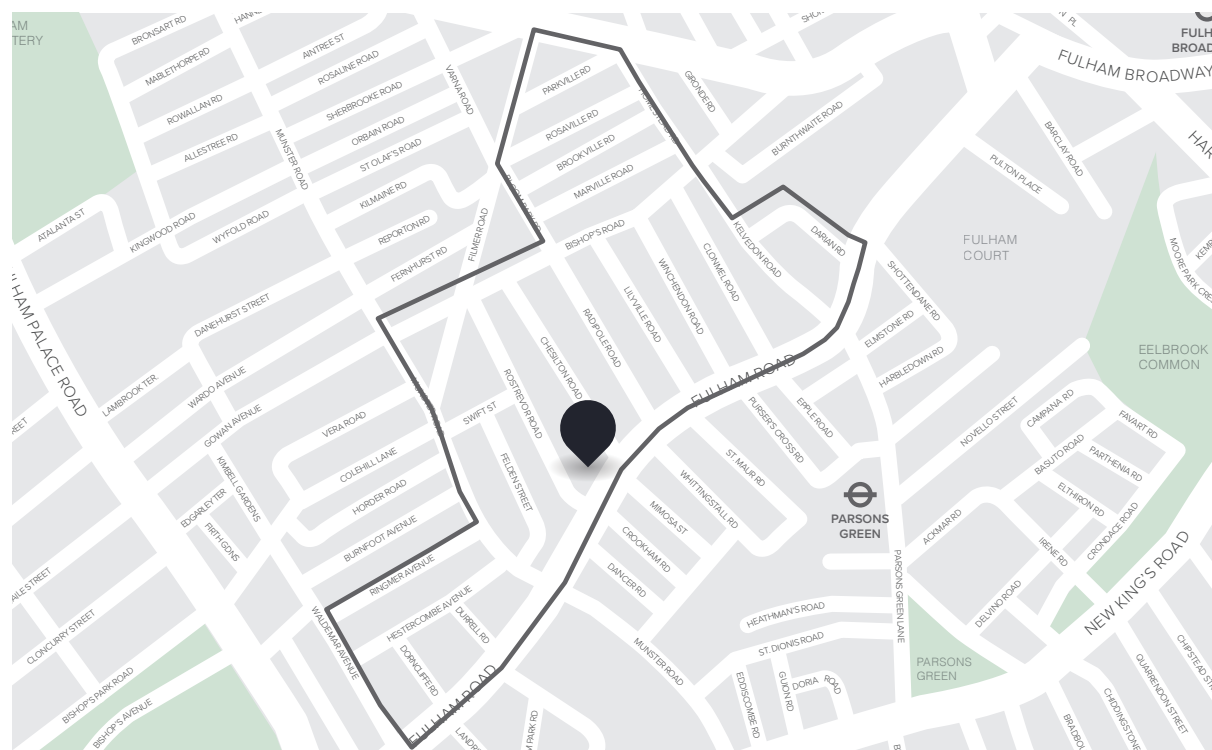 BRONSART RD
MABLETHORPE RD
ROWALLAN RD
ALLESTREE RD
AINTREE ST
ROSALINE ROAD
SHERBROOKE ROAD
ORBAIN ROAD
ST OLAF'S ROAD
KILMAINE RD
REPORTON RD
FERNHURST RD
VARNA ROAD
MUNSTER ROAD
FILMER ROAD
PARKVILLE RD
ROSAVILLE RD
BROOKVILLE RD
MARVILLE ROAD
BISHOP'S ROAD
BURNTHWAITE ROAD
FULHAM BROADWAY
FULH
BROAD
HAR
BARCLAY ROAD
PULTON PLACE
FULHAM
COURT
EELBROOK
COMMON
MOORE PARK CRE
ATALANTA ST
KINGWOOD ROAD
WYFOLD ROAD
DANEHURST STREET
LAMBROOK TER
WARDO AVENUE
GOWAN AVENUE
KIMBELL GARDENS
EDGARLEY TER
FIRTH GDNS
VERA ROAD
COLEHILL LANE
HORDER ROAD
BURNFOOT AVENUE
RINGMER AVENUE
HESTERCOMBE AVENUE
DURRELL RD
DORNCLIFFE RD
WALDEMAR AVENUE
CLONCURRY STREET
BISHOP'S PARK ROAD
BISHOP'S AVENUE
SWIFT ST
FELDEN STREET
ROSTREVOR ROAD
CHESILTON ROAD
RADIPOLE ROAD
LILYVILLE ROAD
WINCHENDON ROAD
CLONMEL ROAD
KELVEDON ROAD
DARIAN RD
SHOTTENDANE RD
ELMSTONE RD
HARBLEDOWN RD
FULHAM ROAD
PURSER'S CROSS RD
EPPLE ROAD
ST. MAUR RD
WHITTINGSTALL RD
MIMOSA ST
CROOKHAM RD
DANCER RD
MUNSTER ROAD
FULHAM ROAD
PARSONS
GREEN
PARSONS GREEN LANE
HEATHMAN'S ROAD
ST. DIONIS ROAD
EDDISCOMBE RD
GUION RD
DORIA ROAD
PARSONS
GREEN
ACKMAR RD
DELVINO ROAD
IRENE RD
NOVELLO STREET
CAMPANA RD
FAVART RD
BASUTO ROAD
PARTHENIA RD
ELTHIRON RD
CRONDACE ROAD
NEW KING'S ROAD
QUARRENDON STREET
CHIPSTEAD ST
CHIDDINGSTON
BRADBO